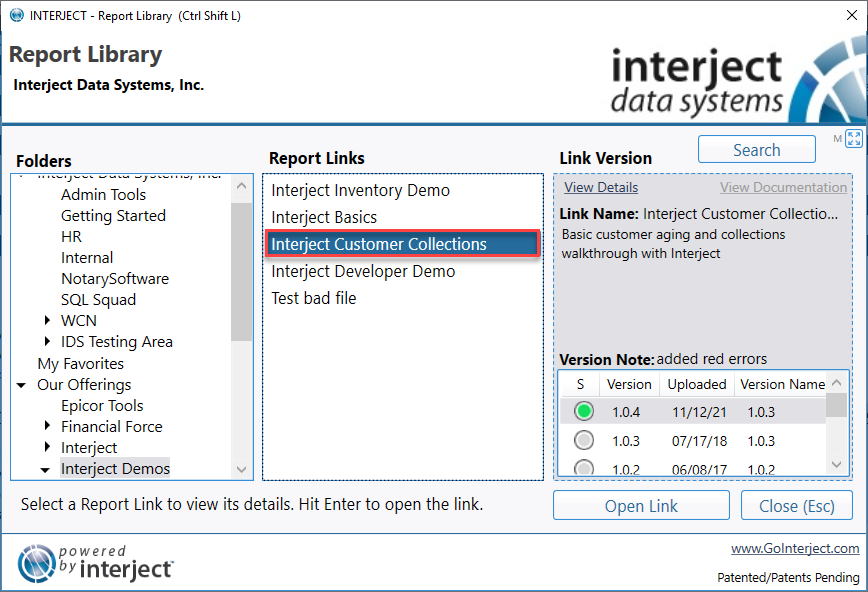 INTERJECT - Report Library (Ctrl Shift L)
Report Library
Interject Data Systems, Inc.
interject
data systems
Search
M
Folders
Interject Data Systems, Inc.
Admin Tools
Getting Started
HR
Internal
NotarySoftware
SQL Squad
WCN
IDS Testing Area
My Favorites
Our Offerings
Epicor Tools
Financial Force
Interject
Interject Demos
Report Links
Interject Inventory Demo
Interject Basics
Interject Customer Collections
Interject Developer Demo
Test bad file
Link Version
View Details View Documentation
Link Name: Interject Customer Collectio...
Basic customer aging and collections
walkthrough with Interject
Version Note: added red errors
S Version Uploaded Version Name
1.0.4 11/12/21 1.0.3
1.0.3 07/17/18 1.0.3
1.0.2 06/08/17 1.0.2
Select a Report Link to view its details. Hit Enter to open the link.
Open Link Close (Esc)
powered
by interject
www.GoInterject.com
Patented/Patents Pending